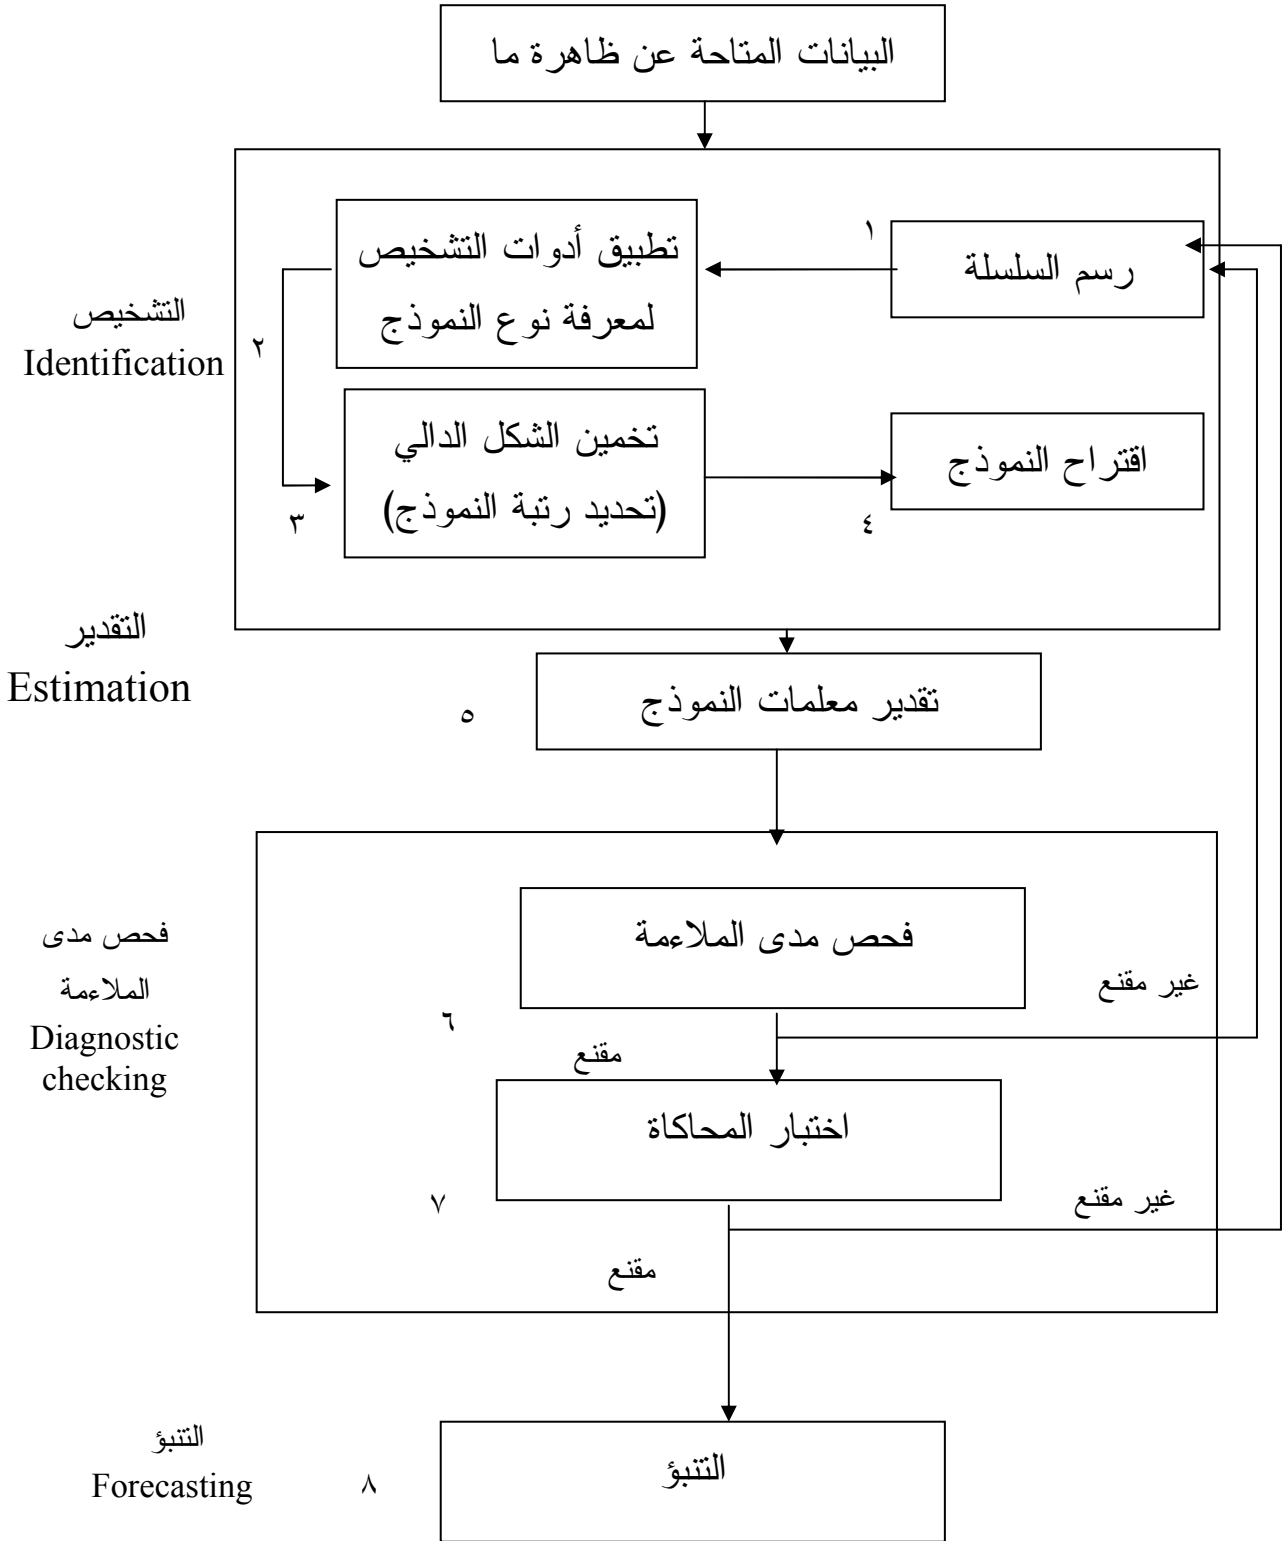 البيانات المتاحة عن ظاهرة ما
١
رسم السلسلة
تطبيق أدوات التشخيص
لمعرفة نوع النموذج
التشخيص
Identification
٢
تخمين الشكل الدالي
(تحديد رتبة النموذج)
٣
اقتراح النموذج
٤
التقدير
Estimation
تقدير معلمات النموذج
٥
فحص مدى
الملاءمة
Diagnostic
checking
فحص مدى الملاءمة
غير مقنع
٦
مقنع
اختبار المحاكاة
غير مقنع
٧
مقنع
التنبؤ
Forecasting
٨
التنبؤ